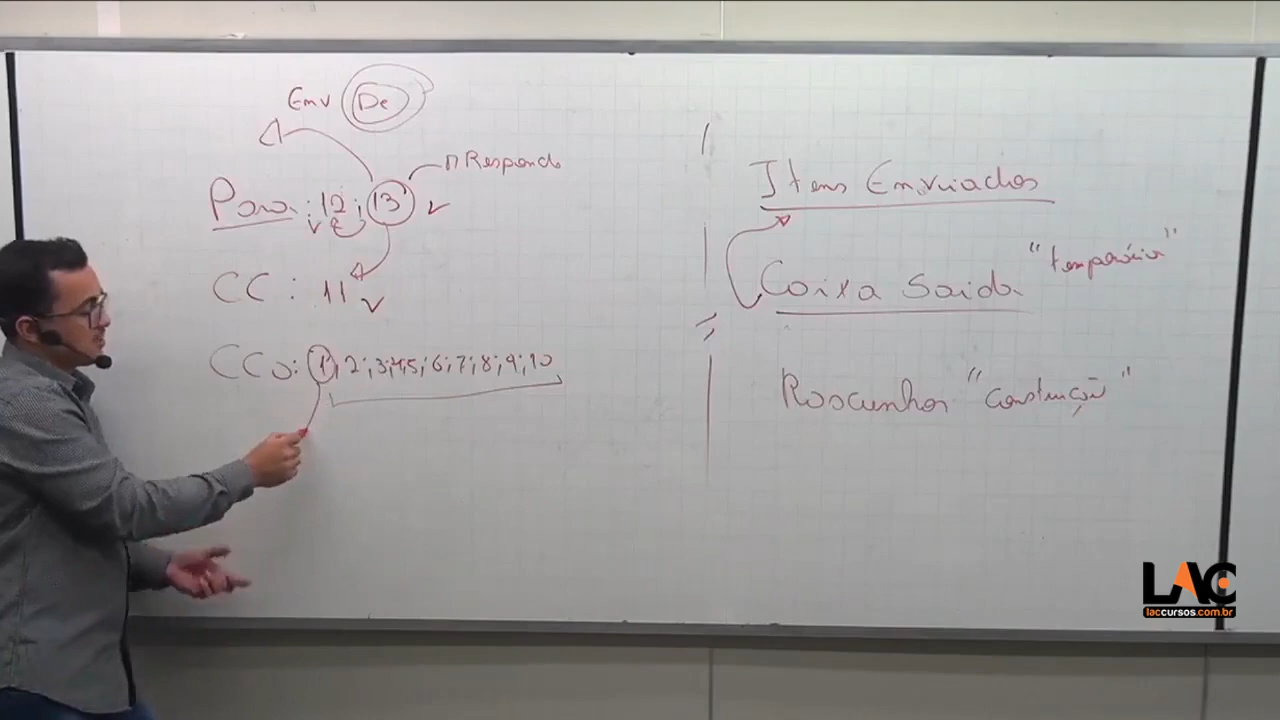 Env De
Responde
Para: 12; 13
CC: 11
CCo: 1; 2; 3; 4; 5; 6; 7; 8; 9; 10
Itens Enviados
Caixa Saida "temporária"
Rascunhos "construção"
LAC
laccursos.com.br